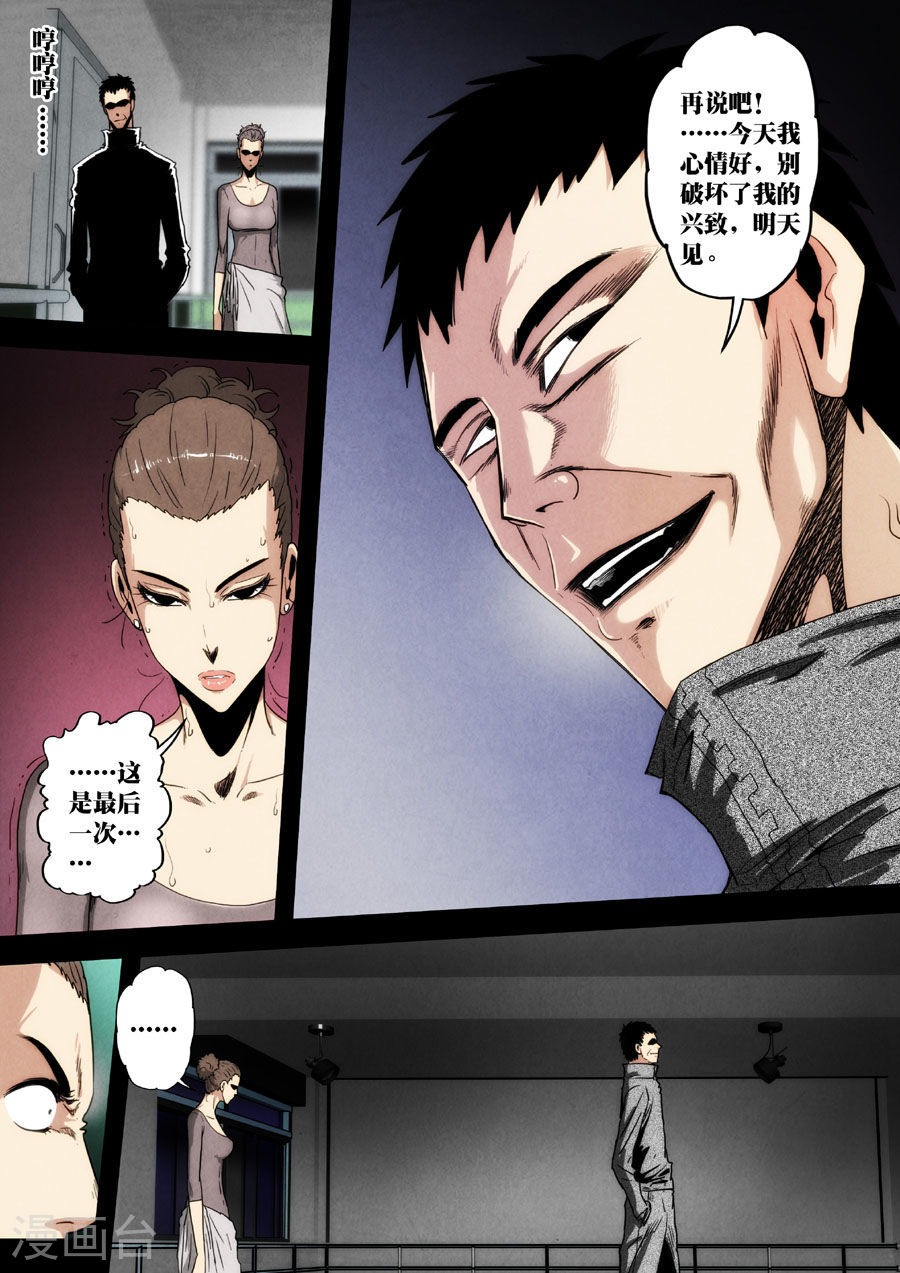 哼哼哼……
再说吧！
……今天我
心情好，别
破坏了我的
兴致，明天
见。
……这
是最后
一次…
…
……
漫画台